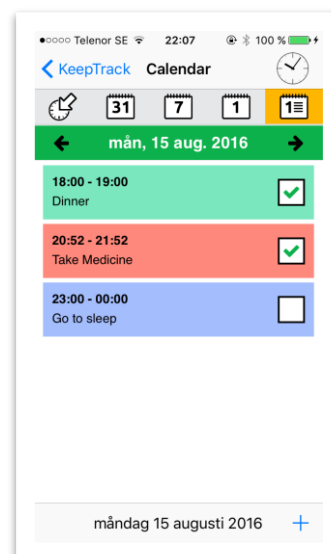 Telenor SE 22:07 100 %
KeepTrack Calendar
31 7 1 1
mån, 15 aug. 2016
18:00 - 19:00
Dinner
20:52 - 21:52
Take Medicine
23:00 - 00:00
Go to sleep
måndag 15 augusti 2016 +